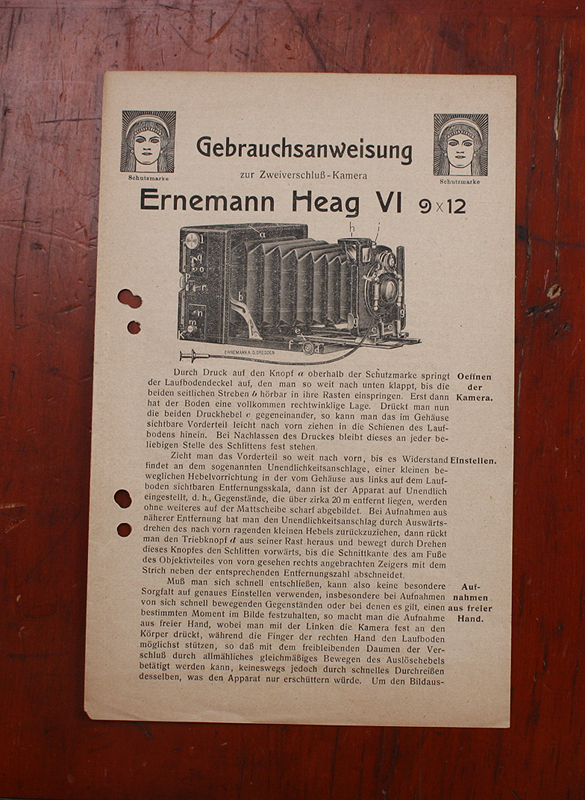 Gebrauchsanweisung
Schutzmarke
Schutzmarke
zur Zweiverschluß-Kamera
Ernemann Heag VI 9×12
h
a
b
ERNEMANN A.G. DRESDEN
Durch Druck auf den Knopf a oberhalb der Schutzmarke springt
der Laufbodendeckel auf, den man so weit nach unten klappt, bis die
beiden seitlichen Streben b hörbar in ihre Rasten einspringen. Erst dann
hat der Boden eine vollkommen rechtwinklige Lage. Drückt man nun
die beiden Druckhebel c gegeneinander, so kann man das im Gehäuse
sichtbare Vorderteil leicht nach vorn ziehen in die Schienen des Lauf-
bodens hinein. Bei Nachlassen des Druckes bleibt dieses an jeder be-
liebigen Stelle des Schlittens fest stehen.
Oeffnen
der
Kamera.
Zieht man das Vorderteil so weit nach vorn, bis es Widerstand
findet an dem sogenannten Unendlichkeitsanschlage, einer kleinen be-
weglichen Hebelvorrichtung in der vom Gehäuse aus links auf dem Lauf-
boden sichtbaren Entfernungsskala, dann ist der Apparat auf Unendlich
eingestellt, d. h., Gegenstände, die über zirka 20 m entfernt liegen, werden
ohne weiteres auf der Mattscheibe scharf abgebildet. Bei Aufnahmen aus
näherer Entfernung hat man den Unendlichkeitsanschlag durch Auswärts-
drehen des nach vorn ragenden kleinen Hebels zurückzuziehen, dann rückt
man den Triebknopf d aus seiner Rast heraus und bewegt durch Drehen
dieses Knopfes den Schlitten vorwärts, bis die Schnittkante des am Fuße
des Objektivteiles von vorn gesehen rechts angebrachten Zeigers mit dem
Strich neben der entsprechenden Entfernungszahl abschneidet.
Einstellen.
Muß man sich schnell entschließen, kann also keine besondere
Sorgfalt auf genaues Einstellen verwenden, insbesondere bei Aufnahmen
von sich schnell bewegenden Gegenständen oder bei denen es gilt, einen
bestimmten Moment im Bilde festzuhalten, so macht man die Aufnahme
aus freier Hand, wobei man mit der Linken die Kamera fest an den
Körper drückt, während die Finger der rechten Hand den Laufboden
möglichst stützen, so daß mit dem freibleibenden Daumen der Ver-
schluß durch allmähliches gleichmäßiges Bewegen des Auslösehebels
betätigt werden kann, keineswegs jedoch durch schnelles Durchreißen
desselben, was den Apparat nur erschüttern würde. Um den Bildaus-
Auf-
nahmen
aus freier
Hand.